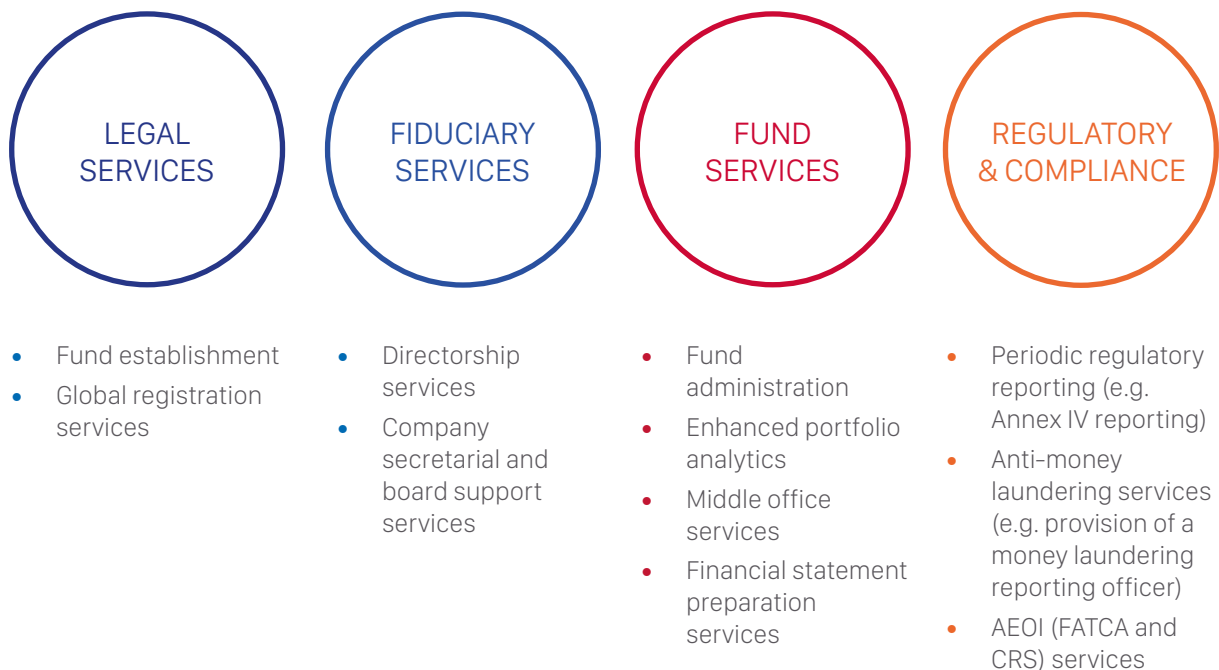 LEGAL
SERVICES
FIDUCIARY
SERVICES
FUND
SERVICES
REGULATORY
& COMPLIANCE
• Fund establishment
• Global registration
services
• Directorship
services
• Company
secretarial and
board support
services
• Fund
administration
• Enhanced portfolio
analytics
• Middle office
services
• Financial statement
preparation
services
• Periodic regulatory
reporting (e.g.
Annex IV reporting)
• Anti-money
laundering services
(e.g. provision of a
money laundering
reporting officer)
• AEOI (FATCA and
CRS) services